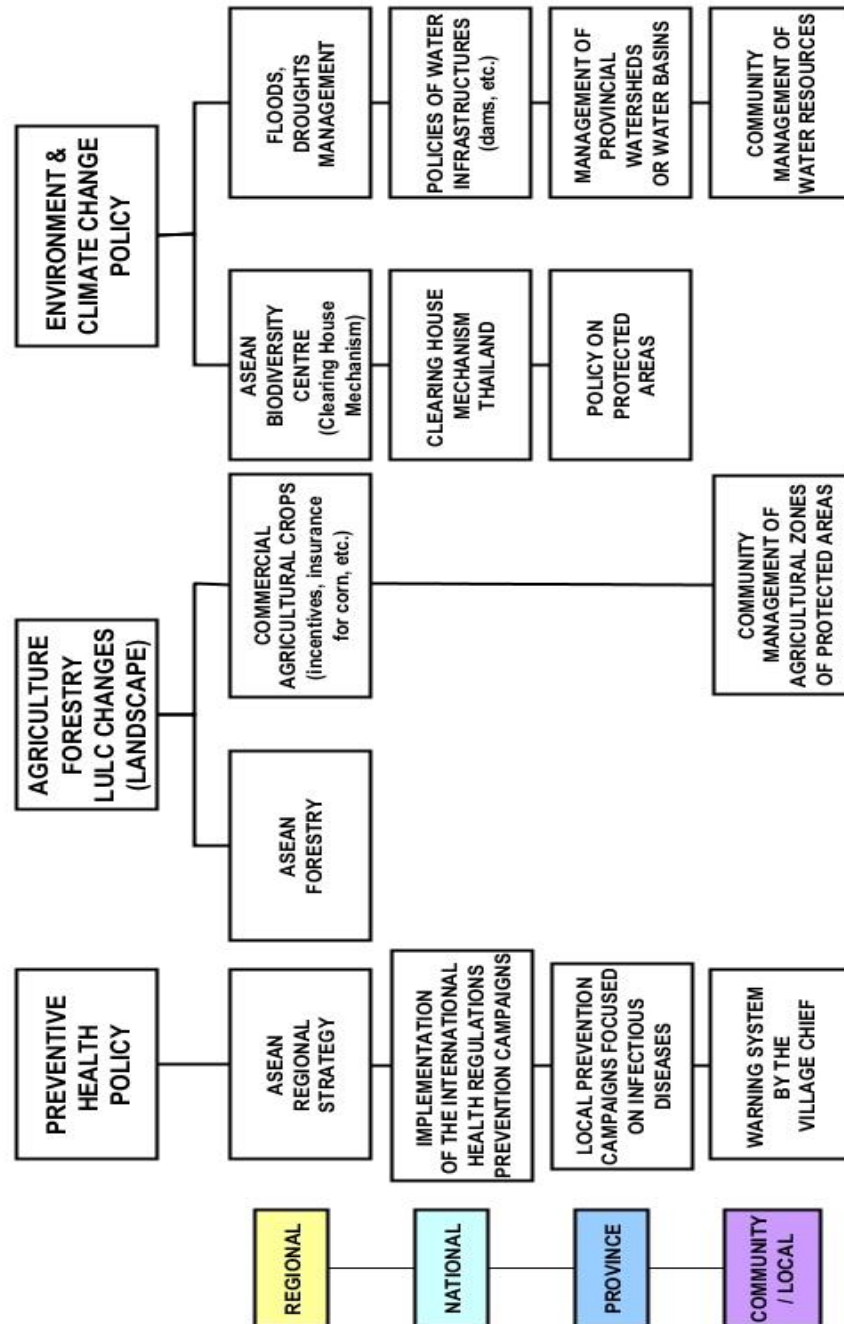 PREVENTIVE
HEALTH
POLICY
AGRICULTURE
FORESTRY
LULC CHANGES
(LANDSCAPE)
ENVIRONMENT &
CLIMATE CHANGE
POLICY
REGIONAL
ASEAN
REGIONAL
STRATEGY
ASEAN
FORESTRY
COMMERCIAL
AGRICULTURAL CROPS
(incentives, insurance
for corn, etc.)
ASEAN
BIODIVERSITY
CENTRE
(Clearing House
Mechanism)
FLOODS,
DROUGHTS
MANAGEMENT
NATIONAL
IMPLEMENTATION
OF THE INTERNATIONAL
HEALTH REGULATIONS
PREVENTION CAMPAIGNS
CLEARING HOUSE
MECHANISM
THAILAND
POLICIES OF WATER
INFRASTRUCTURES
(dams, etc.)
PROVINCE
LOCAL PREVENTION
CAMPAIGNS FOCUSED
ON INFECTIOUS
DISEASES
POLICY ON
PROTECTED
AREAS
MANAGEMENT OF
PROVINCIAL
WATERSHEDS
OR WATER BASINS
COMMUNITY
/ LOCAL
WARNING SYSTEM
BY THE
VILLAGE CHIEF
COMMUNITY
MANAGEMENT OF
AGRICULTURAL ZONES
OF PROTECTED AREAS
COMMUNITY
MANAGEMENT OF
WATER RESOURCES